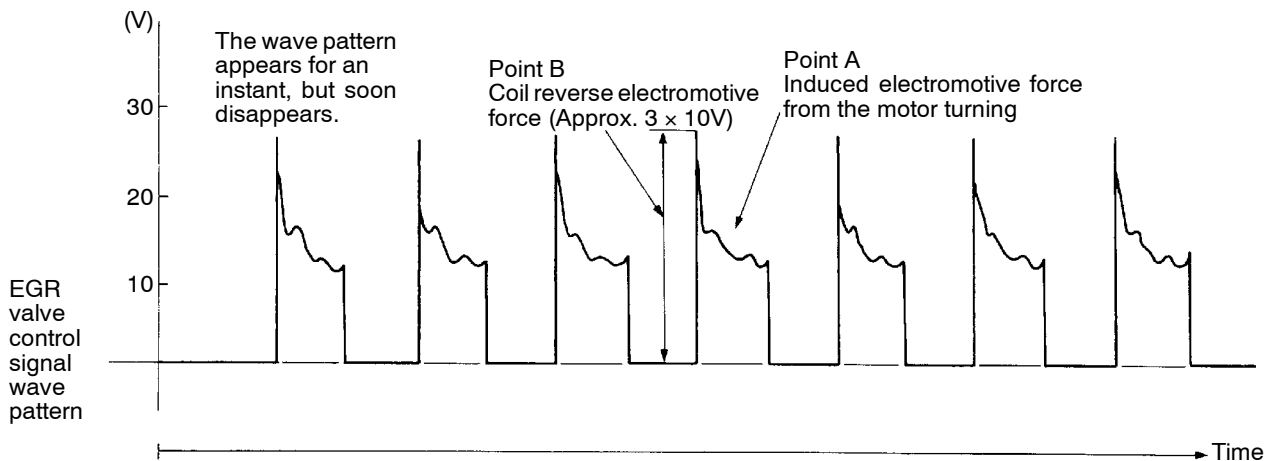 (V)
The wave pattern
appears for an
instant, but soon
disappears.
Point B
Coil reverse electromotive
force (Approx. 3 × 10V)
Point A
Induced electromotive force
from the motor turning
30
20
10
EGR
valve
control
signal
wave
pattern
Time